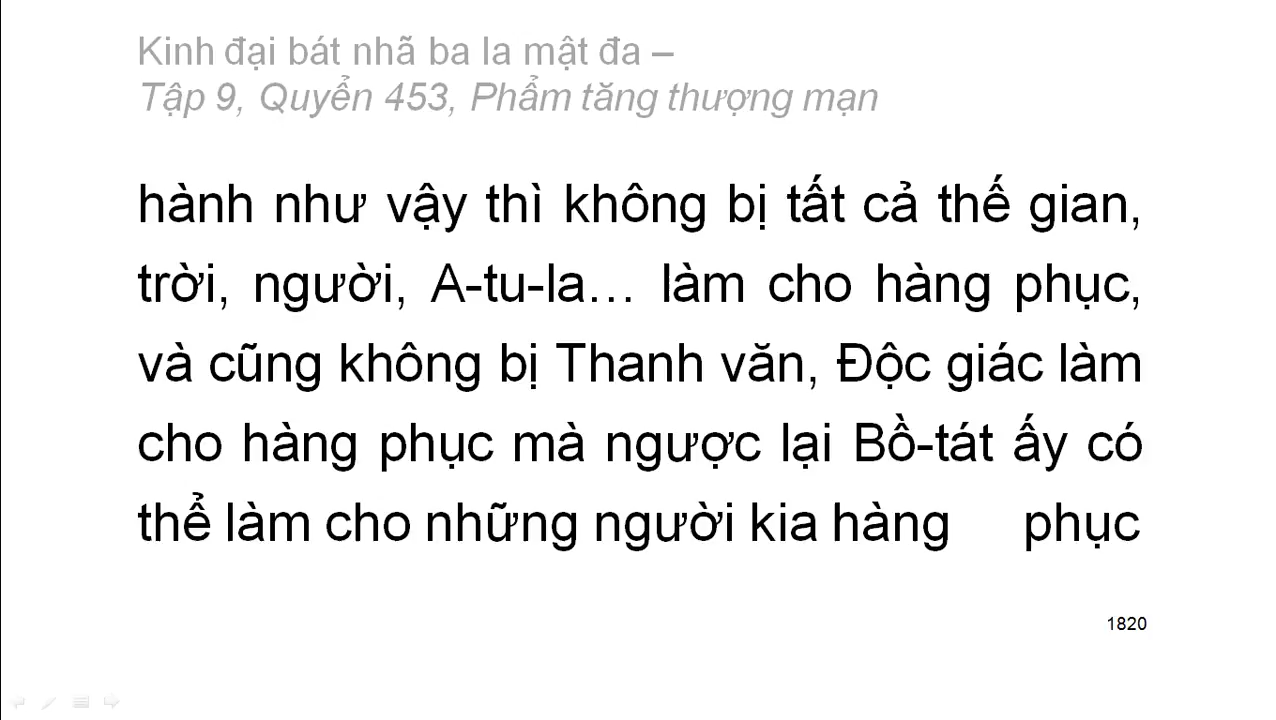 Kinh đại bát nhã ba la mật đa –
Tập 9, Quyển 453, Phẩm tăng thượng mạn
hành như vậy thì không bị tất cả thế gian,
trời, người, A-tu-la… làm cho hàng phục,
và cũng không bị Thanh văn, Độc giác làm
cho hàng phục mà ngược lại Bồ-tát ấy có
thể làm cho những người kia hàng phục
1820